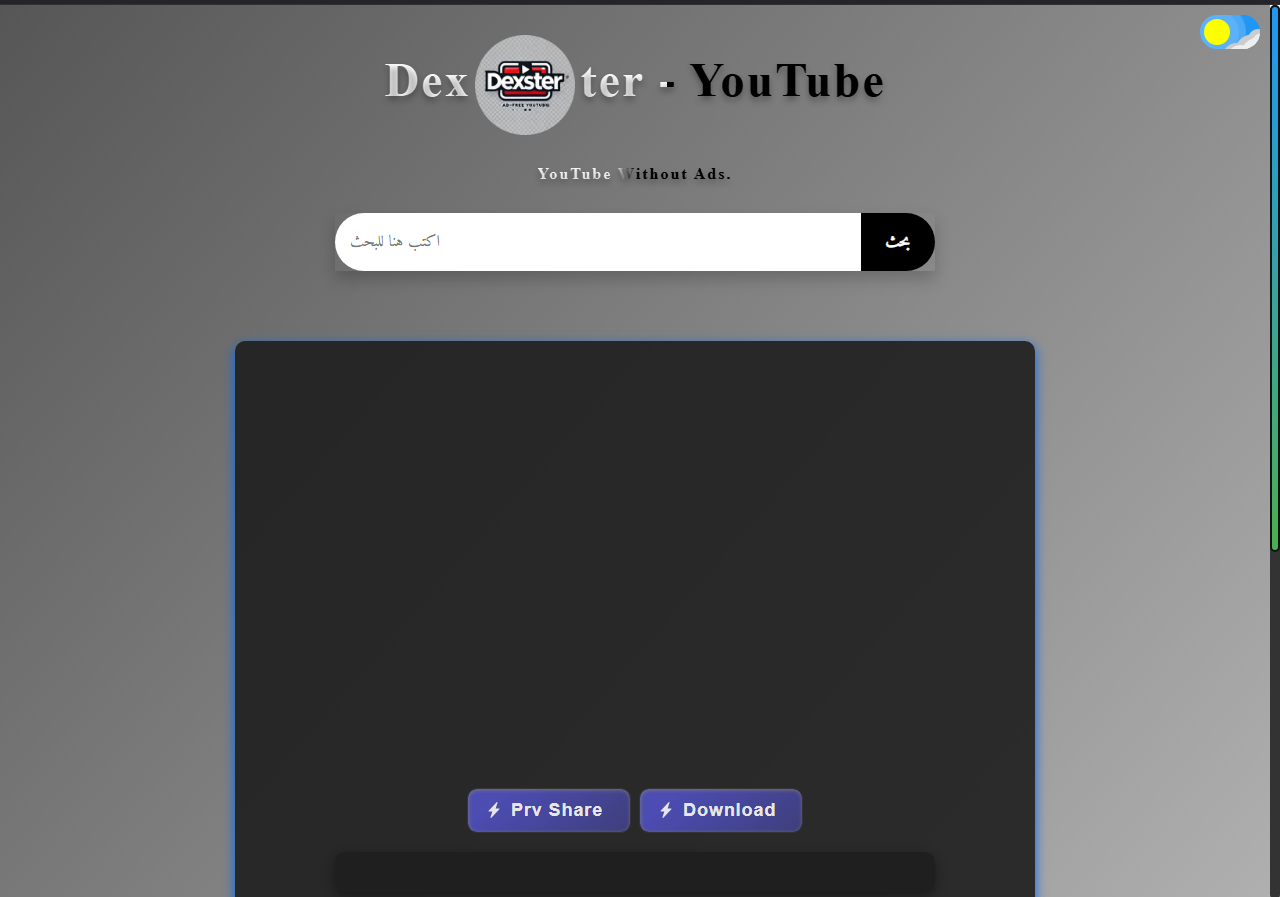 Dex Dexster ter - YouTube
AD-FREE YOUTUBE
YouTube Without Ads.
اكتب هنا للبحث
بحث
Prv Share
Download